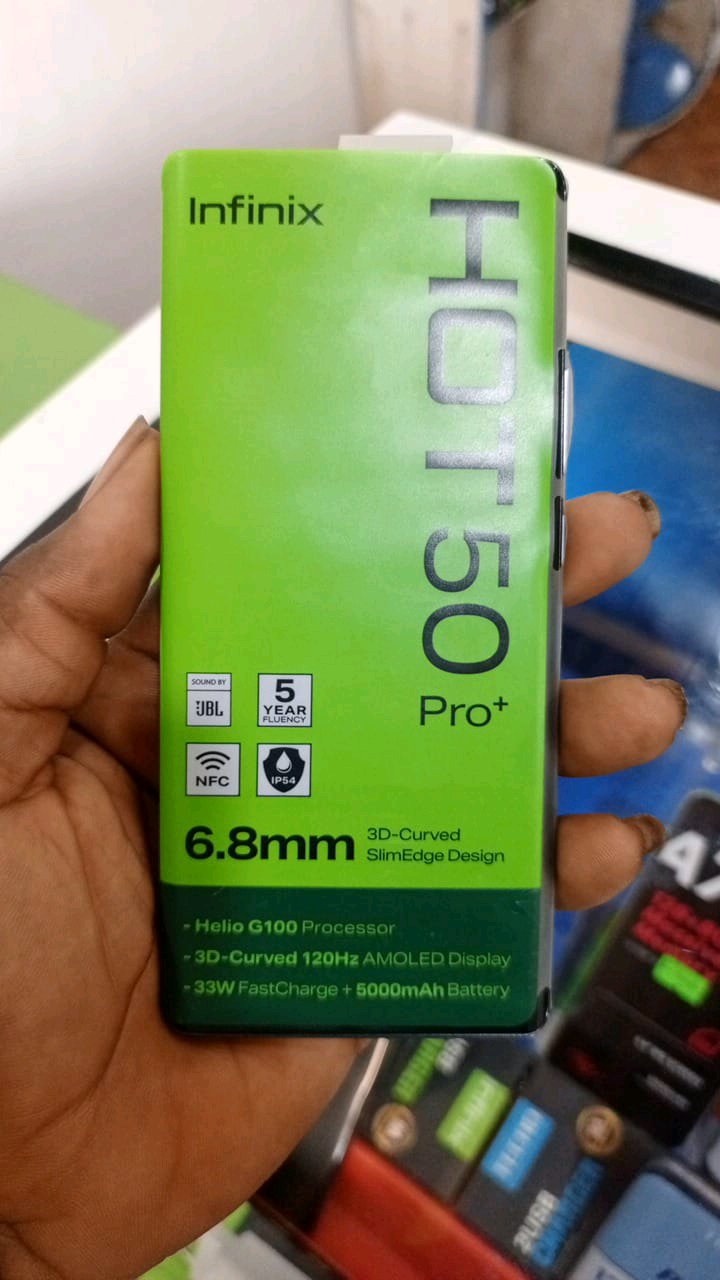 Infinix
HOT 50
Pro+
SOUND BY
JBL
5
YEAR
FLUENCY
NFC
IP54
6.8mm
3D-Curved
SlimEdge Design
- Helio G100 Processor
- 3D-Curved 120Hz AMOLED Display
- 33W FastCharge + 5000mAh Battery
A7